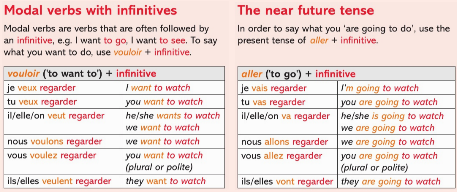 Modal verbs with infinitives
Modal verbs are verbs that are often followed by
an infinitive, e.g. I want to go, I want to see. To say
what you want to do, use vouloir + infinitive.
vouloir ('to want to') + infinitive
je veux regarder I want to watch
tu veux regarder you want to watch
il/elle/on veut regarder he/she wants to watch
we want to watch
nous voulons regarder we want to watch
vous voulez regarder you want to watch
(plural or polite)
ils/elles veulent regarder they want to watch
The near future tense
In order to say what you 'are going to do', use the
present tense of aller + infinitive.
aller ('to go') + infinitive
je vais regarder I'm going to watch
tu vas regarder you are going to watch
il/elle/on va regarder he/she is going to watch
we are going to watch
nous allons regarder we are going to watch
vous allez regarder you are going to watch
(plural or polite)
ils/elles vont regarder they are going to watch